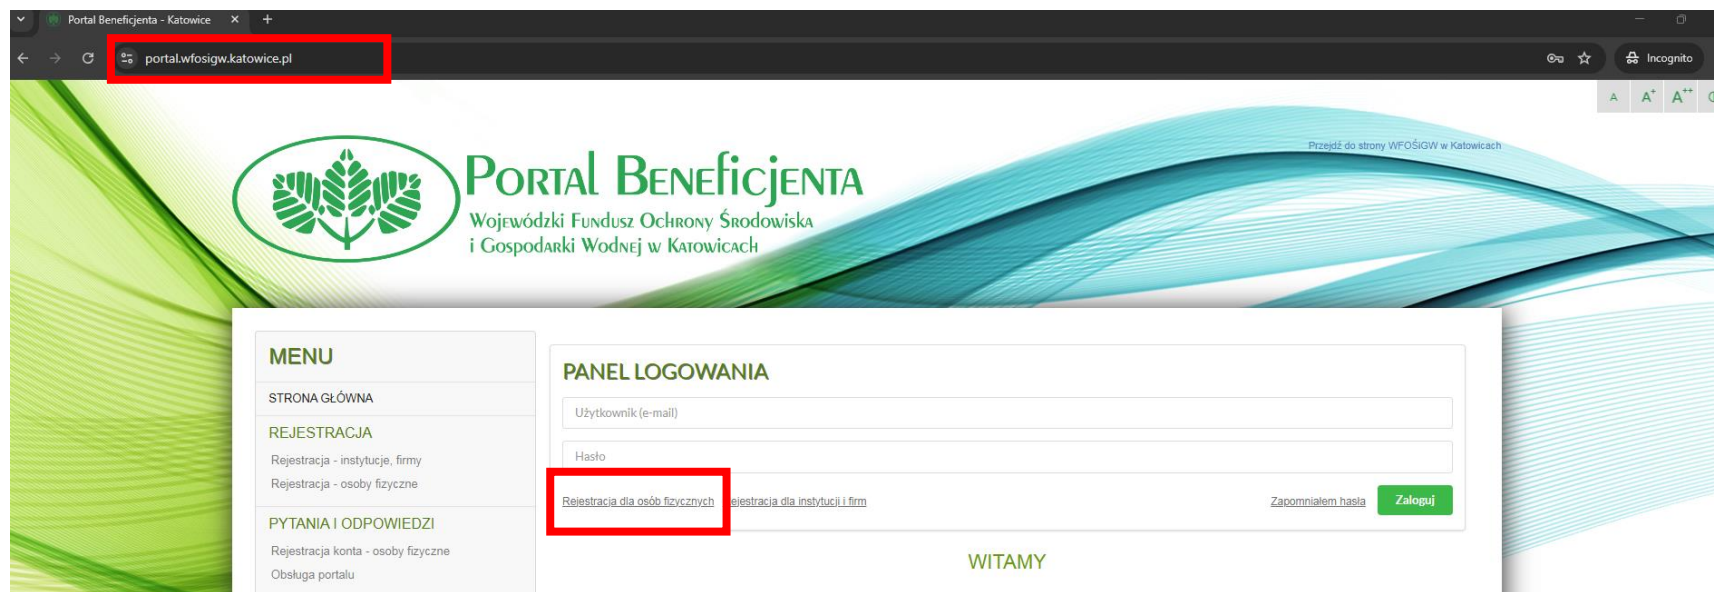 Portal Beneficjenta - Katowice
portal.wfosigw.katowice.pl
Incognito
A A+ A++
Przejdź do strony WFOŚiGW w Katowicach
Portal Beneficjenta
Wojewódzki Fundusz Ochrony Środowiska
i Gospodarki Wodnej w Katowicach
MENU
STRONA GŁÓWNA
REJESTRACJA
Rejestracja - instytucje, firmy
Rejestracja - osoby fizyczne
PYTANIA I ODPOWIEDZI
Rejestracja konta - osoby fizyczne
Obsługa portalu
PANEL LOGOWANIA
Użytkownik (e-mail)
Hasło
Rejestracja dla osób fizycznych ejestracja dla instytucji i firm Zapomniałem hasła Zaloguj
WITAMY